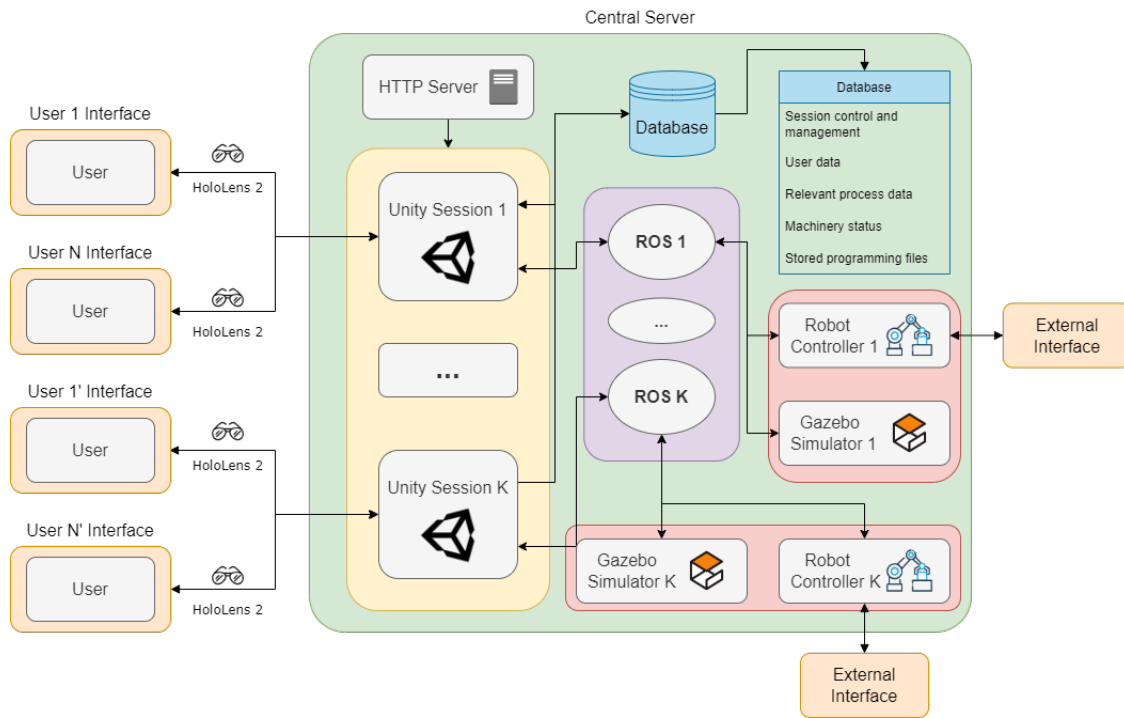 Central Server
HTTP Server
User 1 Interface
User
HoloLens 2
User N Interface
User
HoloLens 2
User 1' Interface
User
HoloLens 2
User N' Interface
User
HoloLens 2
Unity Session 1
...
Unity Session K
Database
Database
Session control and
management
User data
Relevant process data
Machinery status
Stored programming files
ROS 1
...
ROS K
Robot
Controller 1
Gazebo
Simulator 1
External
Interface
Gazebo
Simulator K
Robot
Controller K
External
Interface